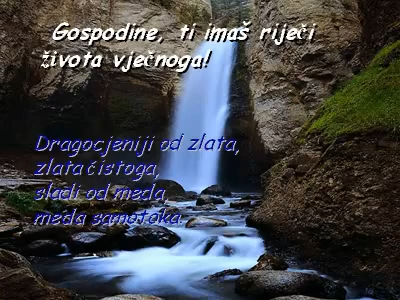 Gospodine, ti imaš riječi
života vječnoga!
Dragocjeniji od zlata,
zlata čistoga,
slađi od meda,
meda samotoka.